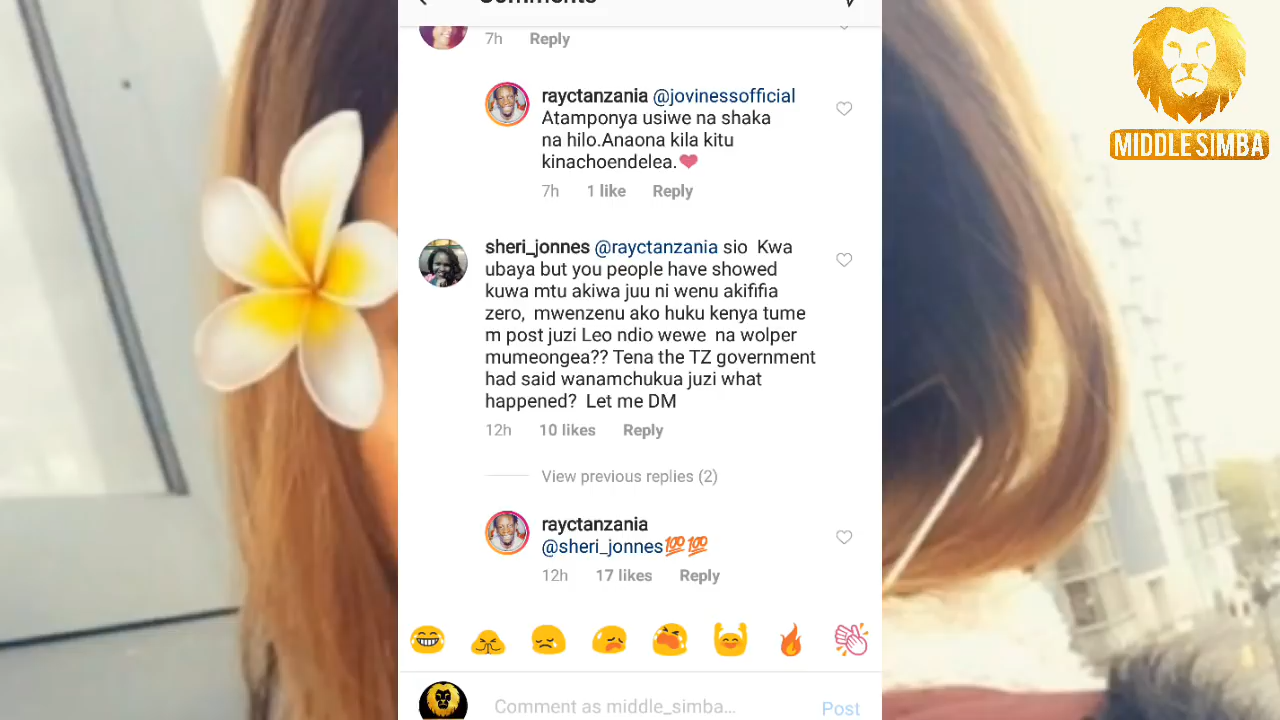 Comments
7h Reply
rayctanzania @jovinessofficial
Atamponya usiwe na shaka
na hilo.Anaona kila kitu
kinachoendelea.❤
7h 1 like Reply
sheri_jonnes @rayctanzania sio Kwa
ubaya but you people have showed
kuwa mtu akiwa juu ni wenu akififia
zero, mwenzenu ako huku kenya tume
m post juzi Leo ndio wewe na wolper
mumeongea?? Tena the TZ government
had said wanamchukua juzi what
happened? Let me DM
12h 10 likes Reply
View previous replies (2)
rayctanzania
@sheri_jonnes💯💯
12h 17 likes Reply
Comment as middle_simba... Post
MIDDLE SIMBA